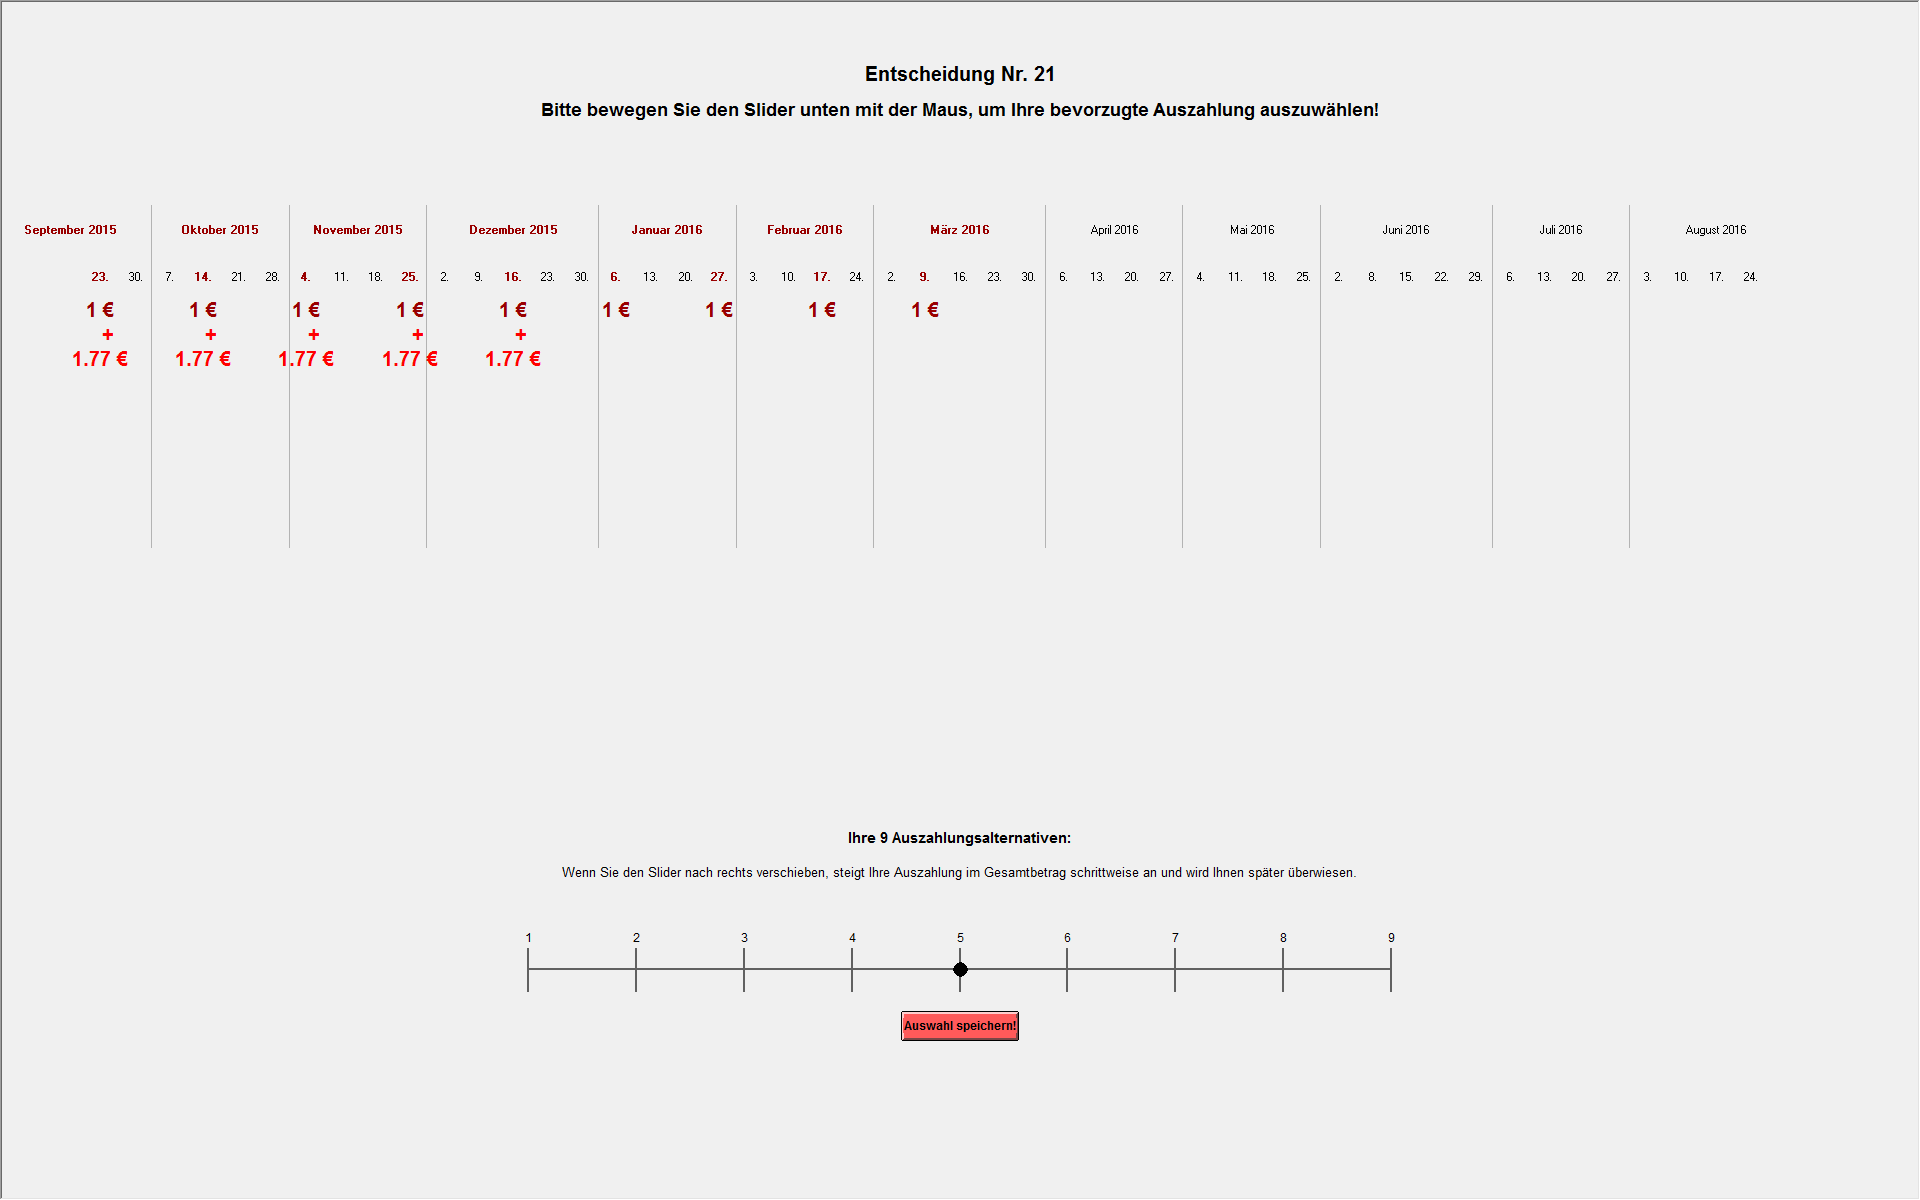 Entscheidung Nr. 21
Bitte bewegen Sie den Slider unten mit der Maus, um Ihre bevorzugte Auszahlung auszuwählen!
September 2015 Oktober 2015 November 2015 Dezember 2015 Januar 2016 Februar 2016 März 2016 April 2016 Mai 2016 Juni 2016 Juli 2016 August 2016
23. 30. 7. 14. 21. 28. 4. 11. 18. 25. 2. 9. 16. 23. 30. 6. 13. 20. 27. 3. 10. 17. 24. 2. 9. 16. 23. 30. 6. 13. 20. 27. 4. 11. 18. 25. 2. 8. 15. 22. 29. 6. 13. 20. 27. 3. 10. 17. 24.
1 € 1 € 1 € 1 € 1 € 1 € 1 € 1 € 1 €
+ + + + +
1.77 € 1.77 € 1.77 € 1.77 € 1.77 €
Ihre 9 Auszahlungsalternativen:
Wenn Sie den Slider nach rechts verschieben, steigt Ihre Auszahlung im Gesamtbetrag schrittweise an und wird Ihnen später überwiesen.
1 2 3 4 5 6 7 8 9
Auswahl speichern!